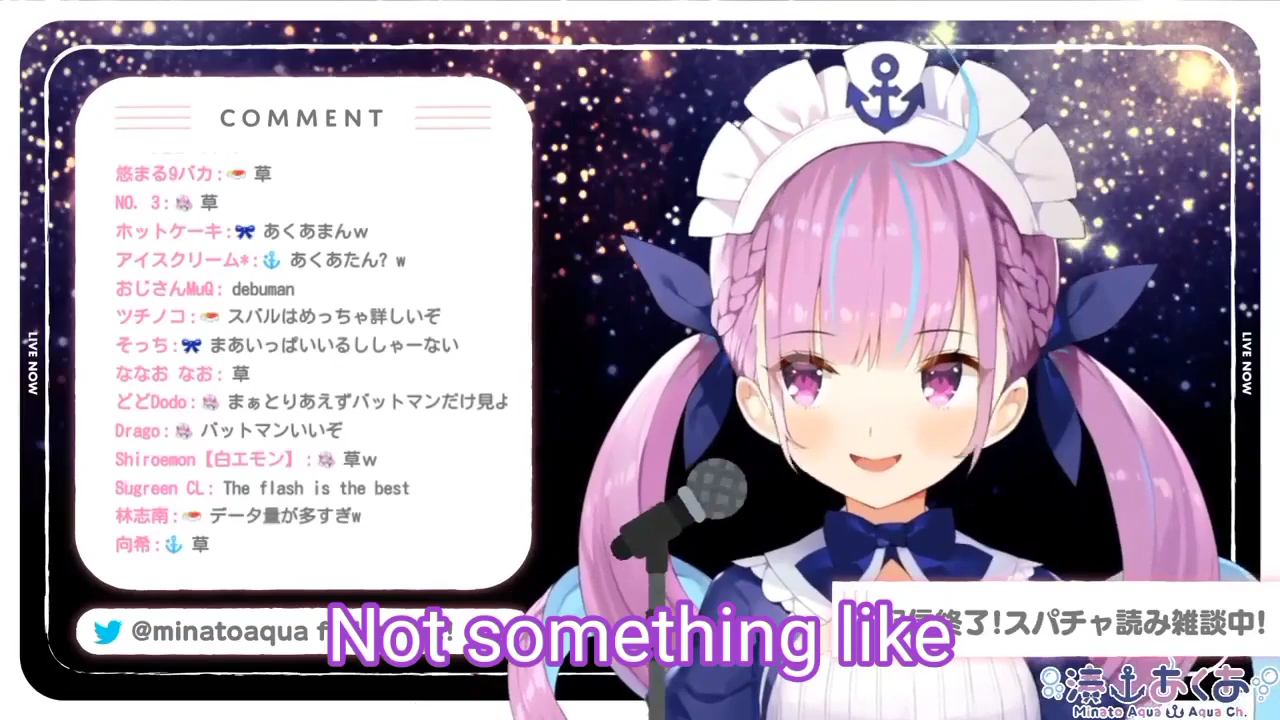 COMMENT
悠まる9バカ: 草
NO. 3: 草
ホットケーキ: あくあまんｗ
アイスクリーム*: あくあたん? w
おじさんMuQ: debuman
ツチノコ: スバルはめっちゃ詳しいぞ
そっち: まあいっぱいいるししゃーない
ななお なお: 草
どどDodo: まぁとりあえずバットマンだけ見よ
Drago: バットマンいいぞ
Shiroemon【白エモン】: 草ｗ
Sugreen CL: The flash is the best
林志南: データ量が多すぎw
向希: 草
LIVE NOW
LIVE NOW
@minatoaqua
終了!スパチャ読み雑談中!
Not something like
湊あくあ
Minato Aqua Aqua Ch.